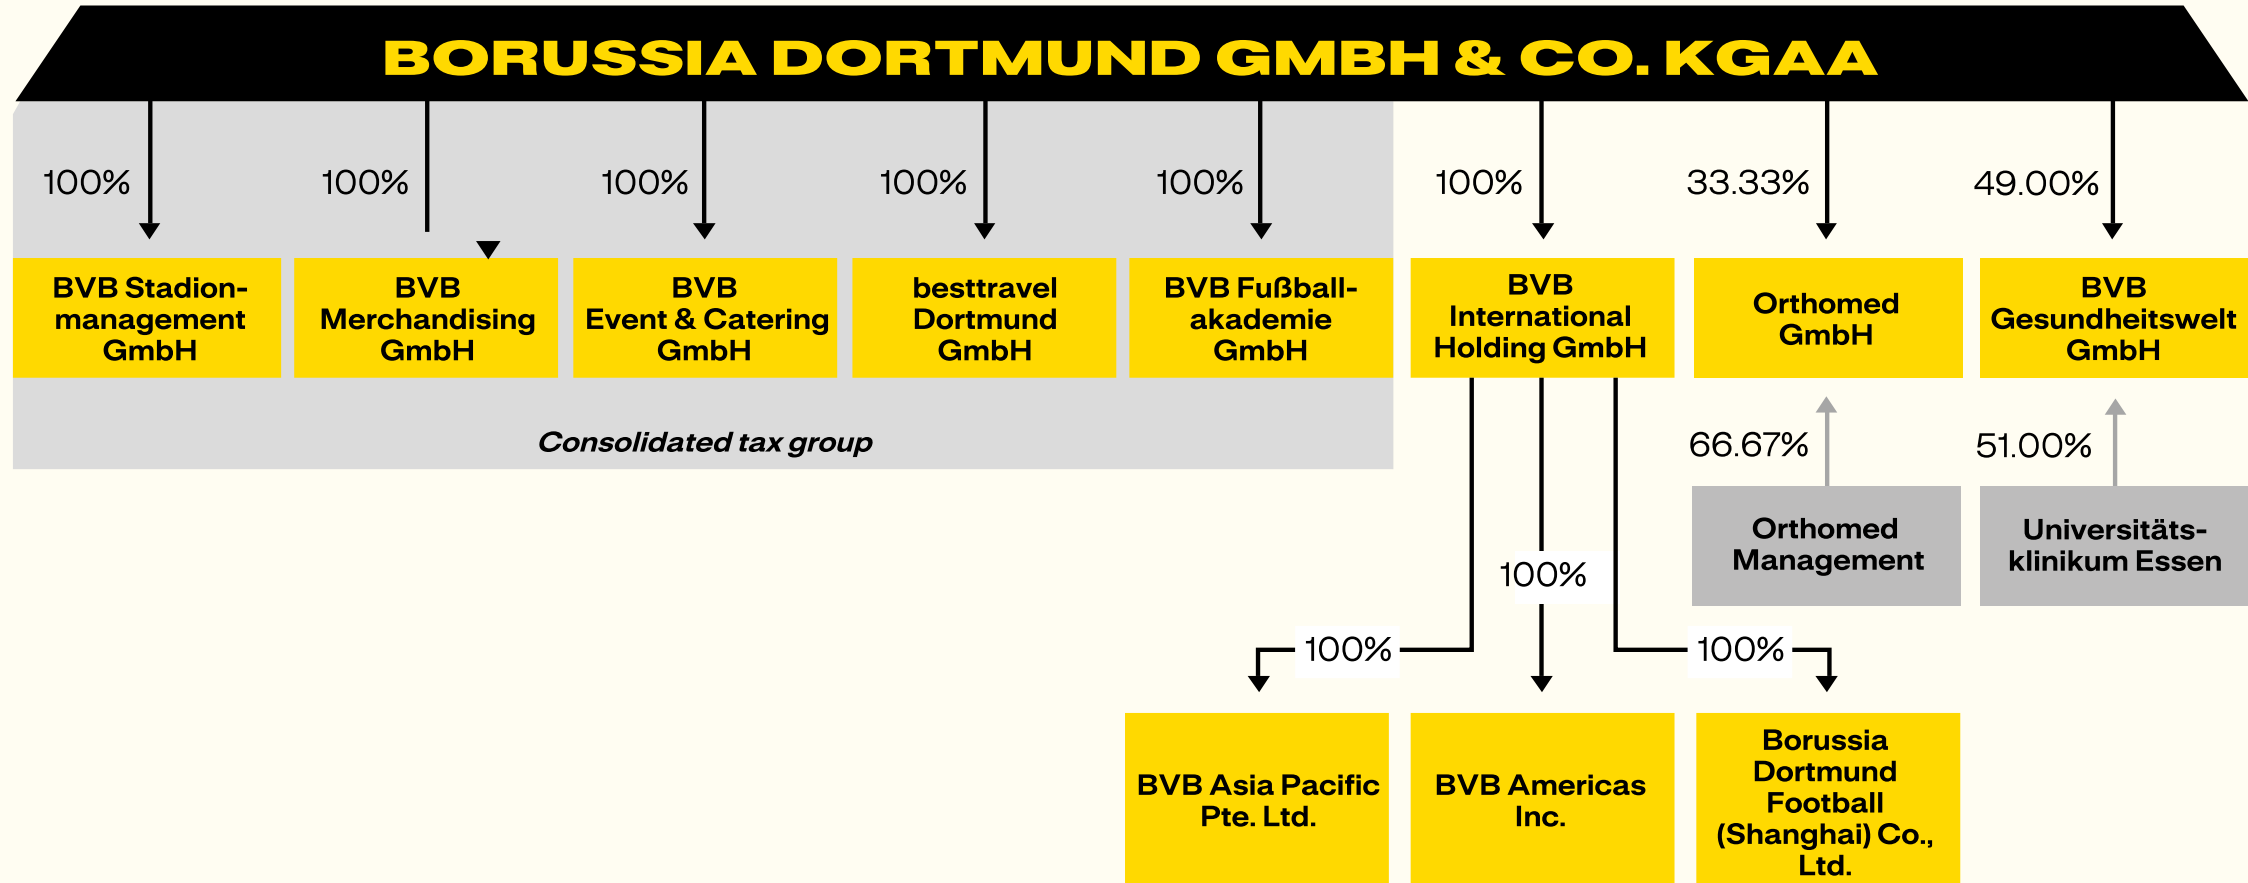 BORUSSIA DORTMUND GMBH & CO. KGAA
100%
100%
100%
100%
100%
100%
33.33%
49.00%
BVB Stadion-
management
GmbH
BVB
Merchandising
GmbH
BVB
Event & Catering
GmbH
besttravel
Dortmund
GmbH
BVB Fußball-
akademie
GmbH
BVB
International
Holding GmbH
Orthomed
GmbH
BVB
Gesundheitswelt
GmbH
Consolidated tax group
66.67%
51.00%
Orthomed
Management
Universitäts-
klinikum Essen
100%
100%
100%
BVB Asia Pacific
Pte. Ltd.
BVB Americas
Inc.
Borussia
Dortmund
Football
(Shanghai) Co.,
Ltd.